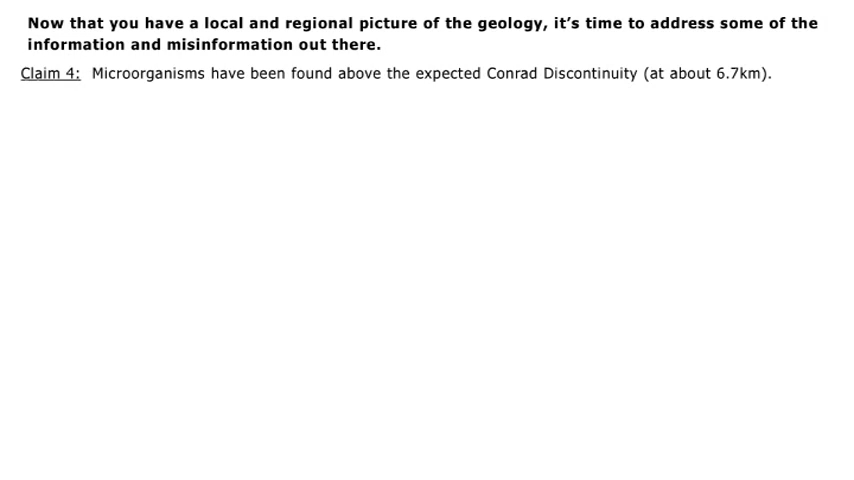 Now that you have a local and regional picture of the geology, it’s time to address some of the
information and misinformation out there.
Claim 4: Microorganisms have been found above the expected Conrad Discontinuity (at about 6.7km).